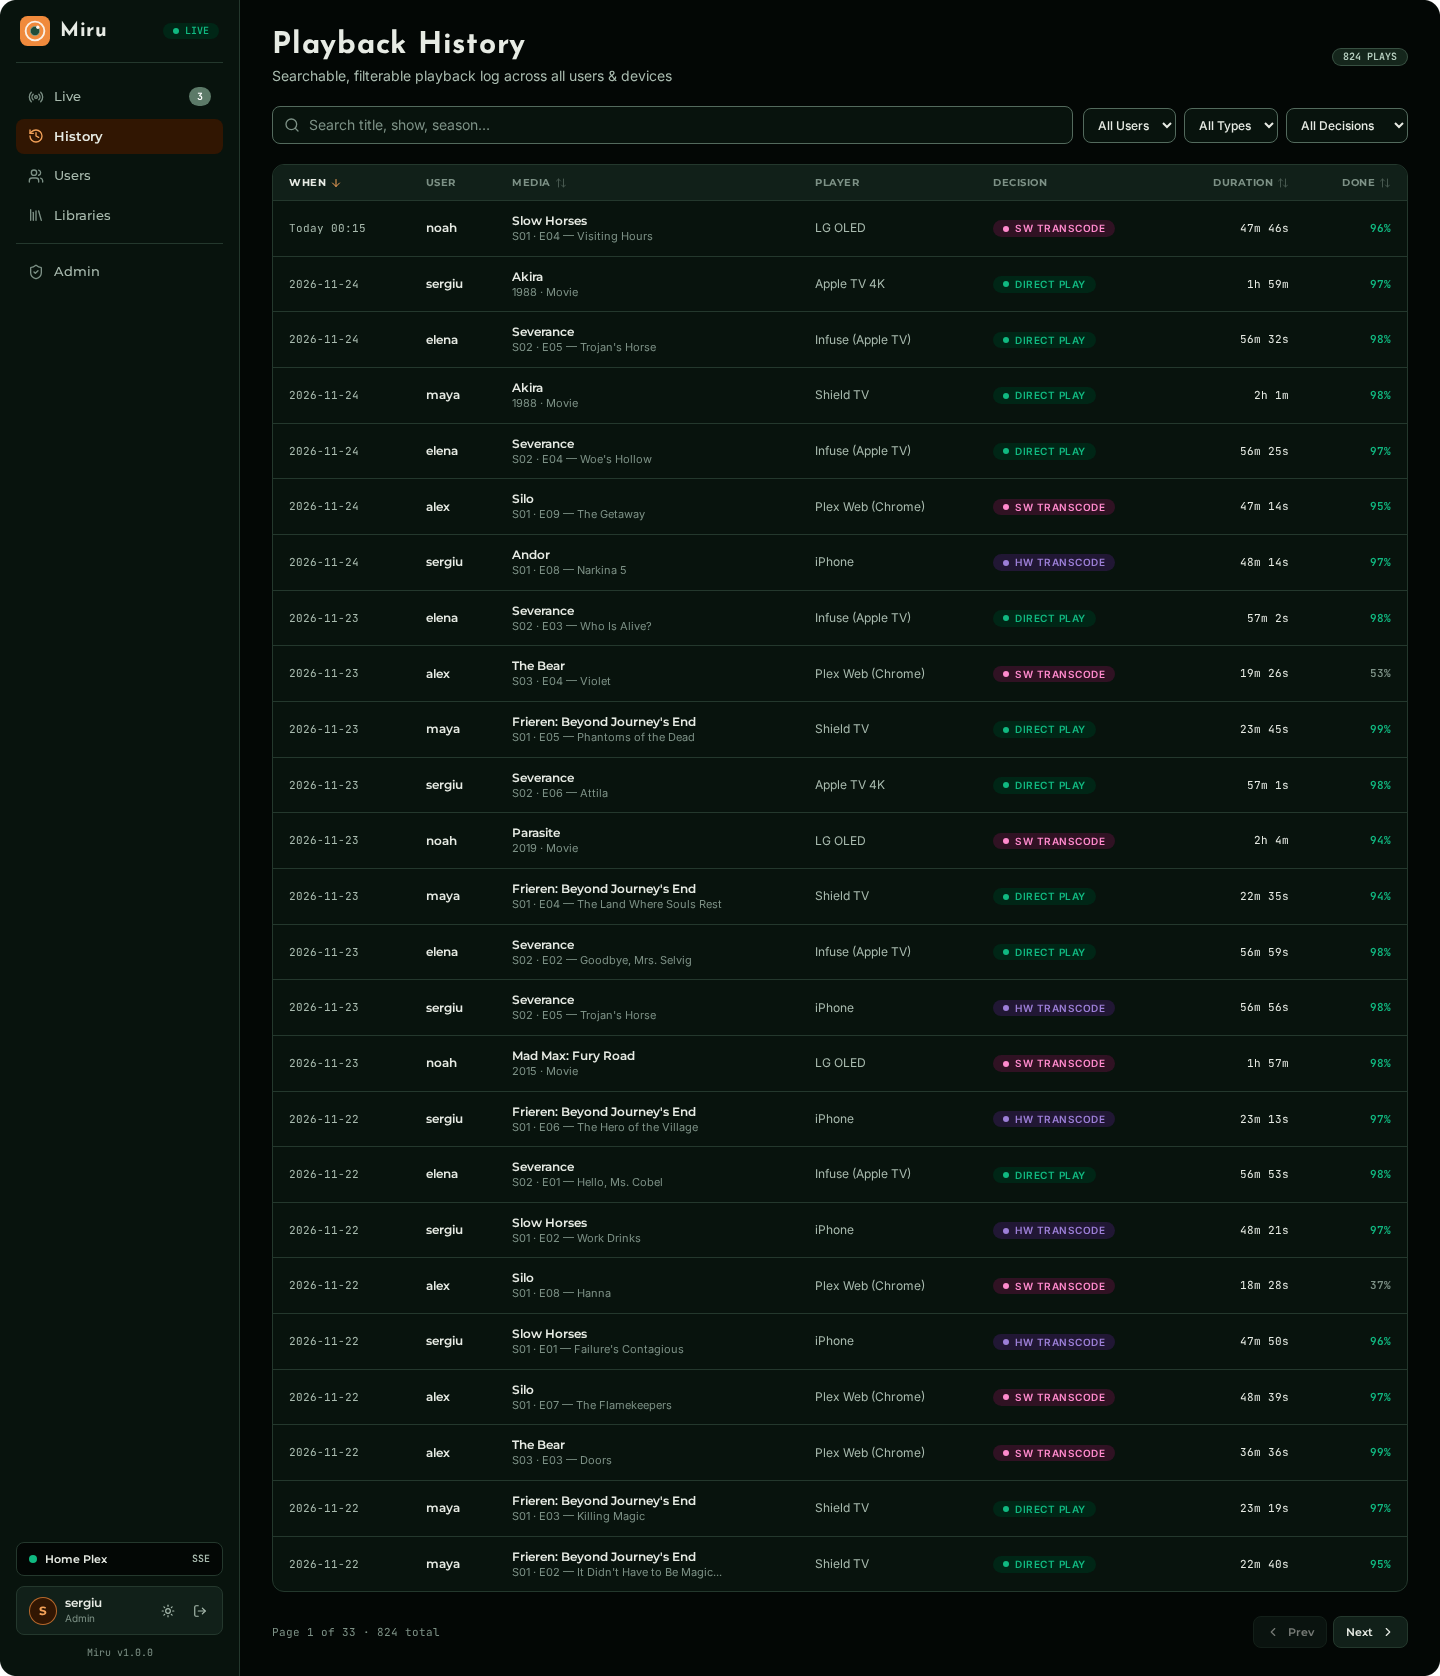 Miru
LIVE
Live
3
History
Users
Libraries
Admin
Home Plex SSE
S
sergiu
Admin
Miru v1.0.0
Playback History
Searchable, filterable playback log across all users & devices
824 PLAYS
Search title, show, season...
All Users
All Types
All Decisions
WHEN USER MEDIA PLAYER DECISION DURATION DONE
Today 00:15 noah Slow Horses LG OLED SW TRANSCODE 47m 46s 96%
S01 · E04 — Visiting Hours
2026-11-24 sergiu Akira Apple TV 4K DIRECT PLAY 1h 59m 97%
1988 · Movie
2026-11-24 elena Severance Infuse (Apple TV) DIRECT PLAY 56m 32s 98%
S02 · E05 — Trojan's Horse
2026-11-24 maya Akira Shield TV DIRECT PLAY 2h 1m 98%
1988 · Movie
2026-11-24 elena Severance Infuse (Apple TV) DIRECT PLAY 56m 25s 97%
S02 · E04 — Woe's Hollow
2026-11-24 alex Silo Plex Web (Chrome) SW TRANSCODE 47m 14s 95%
S01 · E09 — The Getaway
2026-11-24 sergiu Andor iPhone HW TRANSCODE 48m 14s 97%
S01 · E08 — Narkina 5
2026-11-23 elena Severance Infuse (Apple TV) DIRECT PLAY 57m 2s 98%
S02 · E03 — Who Is Alive?
2026-11-23 alex The Bear Plex Web (Chrome) SW TRANSCODE 19m 26s 53%
S03 · E04 — Violet
2026-11-23 maya Frieren: Beyond Journey's End Shield TV DIRECT PLAY 23m 45s 99%
S01 · E05 — Phantoms of the Dead
2026-11-23 sergiu Severance Apple TV 4K DIRECT PLAY 57m 1s 98%
S02 · E06 — Attila
2026-11-23 noah Parasite LG OLED SW TRANSCODE 2h 4m 94%
2019 · Movie
2026-11-23 maya Frieren: Beyond Journey's End Shield TV DIRECT PLAY 22m 35s 94%
S01 · E04 — The Land Where Souls Rest
2026-11-23 elena Severance Infuse (Apple TV) DIRECT PLAY 56m 59s 98%
S02 · E02 — Goodbye, Mrs. Selvig
2026-11-23 sergiu Severance iPhone HW TRANSCODE 56m 56s 98%
S02 · E05 — Trojan's Horse
2026-11-23 noah Mad Max: Fury Road LG OLED SW TRANSCODE 1h 57m 98%
2015 · Movie
2026-11-22 sergiu Frieren: Beyond Journey's End iPhone HW TRANSCODE 23m 13s 97%
S01 · E06 — The Hero of the Village
2026-11-22 elena Severance Infuse (Apple TV) DIRECT PLAY 56m 53s 98%
S02 · E01 — Hello, Ms. Cobel
2026-11-22 sergiu Slow Horses iPhone HW TRANSCODE 48m 21s 97%
S01 · E02 — Work Drinks
2026-11-22 alex Silo Plex Web (Chrome) SW TRANSCODE 18m 28s 37%
S01 · E08 — Hanna
2026-11-22 sergiu Slow Horses iPhone HW TRANSCODE 47m 50s 96%
S01 · E01 — Failure's Contagious
2026-11-22 alex Silo Plex Web (Chrome) SW TRANSCODE 48m 39s 97%
S01 · E07 — The Flamekeepers
2026-11-22 alex The Bear Plex Web (Chrome) SW TRANSCODE 36m 36s 99%
S03 · E03 — Doors
2026-11-22 maya Frieren: Beyond Journey's End Shield TV DIRECT PLAY 23m 19s 97%
S01 · E03 — Killing Magic
2026-11-22 maya Frieren: Beyond Journey's End Shield TV DIRECT PLAY 22m 40s 95%
S01 · E02 — It Didn't Have to Be Magic...
Page 1 of 33 · 824 total
Prev
Next